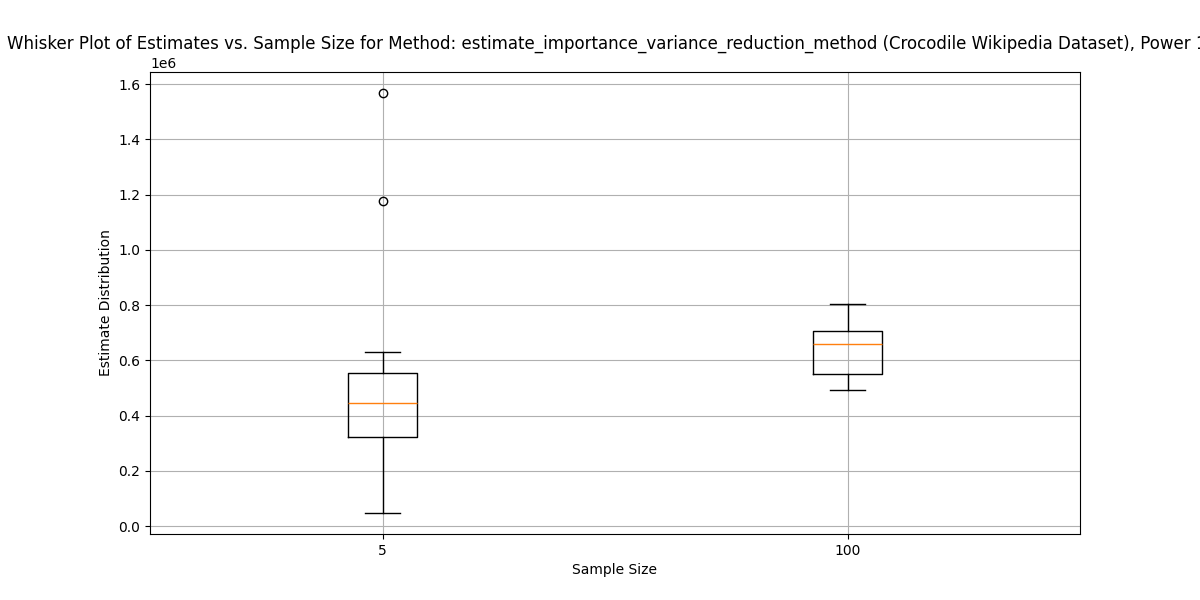 Whisker Plot of Estimates vs. Sample Size for Method: estimate_importance_variance_reduction_method (Crocodile Wikipedia Dataset), Power 1
1e6
1.6
1.4
1.2
1.0
0.8
0.6
0.4
0.2
0.0
Estimate Distribution
5
100
Sample Size